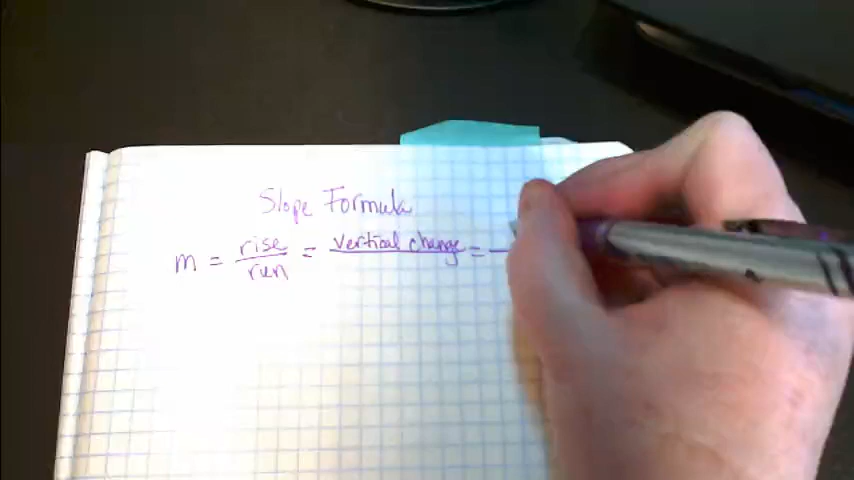 Slope Formula
m = rise/run = vertical change =